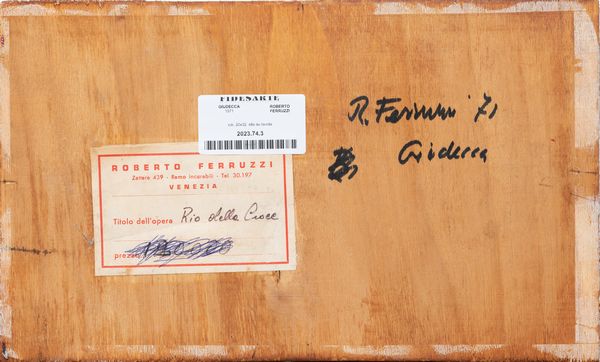 FIDESARTE
GIUDECCA ROBERTO
1971 FERRUZZI
2023.74.3
R. Ferruzzi 71
Giudecca
ROBERTO FERRUZZI
Zattere 439 - Ramo Incurabili - Tel 30.197
VENEZIA
Titolo dell'opera Rio della Croce
prezzo